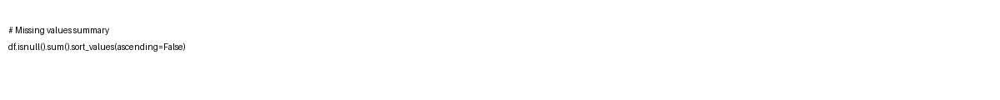 # Missing values summary
df.isnull().sum().sort_values(ascending=False)